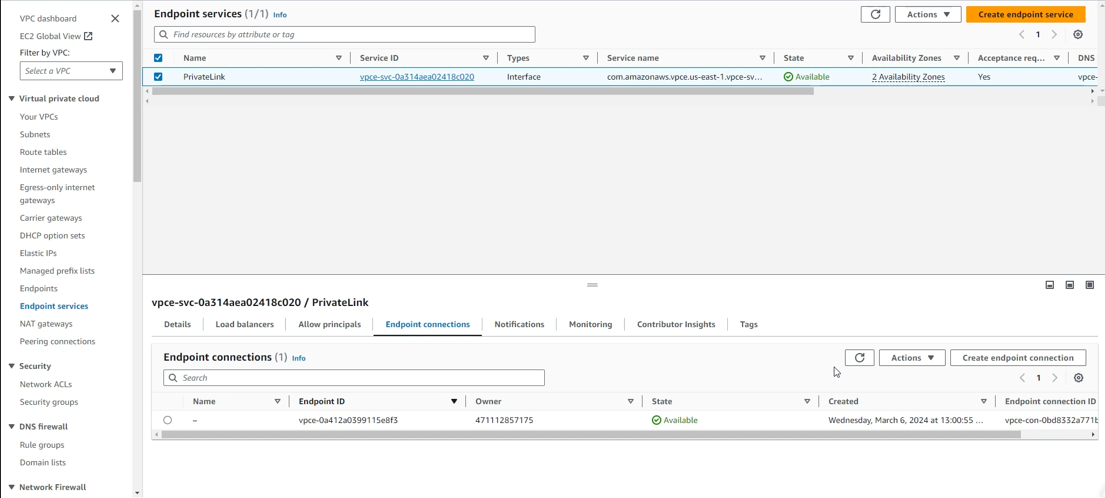 VPC dashboard
EC2 Global View
Filter by VPC:
Select a VPC
Virtual private cloud
Your VPCs
Subnets
Route tables
Internet gateways
Egress-only internet
gateways
Carrier gateways
DHCP option sets
Elastic IPs
Managed prefix lists
Endpoints
Endpoint services
NAT gateways
Peering connections
Security
Network ACLs
Security groups
DNS firewall
Rule groups
Domain lists
Network Firewall
Endpoint services (1/1) Info
Actions
Create endpoint service
Find resources by attribute or tag
1
Name Service ID Types Service name State Availability Zones Acceptance req... DNS
PrivateLink vpce-svc-0a314aea02418c020 Interface com.amazonaws.vpce.us-east-1.vpce-sv... Available 2 Availability Zones Yes vpce-
vpce-svc-0a314aea02418c020 / PrivateLink
Details Load balancers Allow principals Endpoint connections Notifications Monitoring Contributor Insights Tags
Endpoint connections (1) Info
Actions
Create endpoint connection
Search
1
Name Endpoint ID Owner State Created Endpoint connection ID
– vpce-0a412a0399115e8f3 471112857175 Available Wednesday, March 6, 2024 at 13:00:55 ... vpce-con-0bd8332a771b